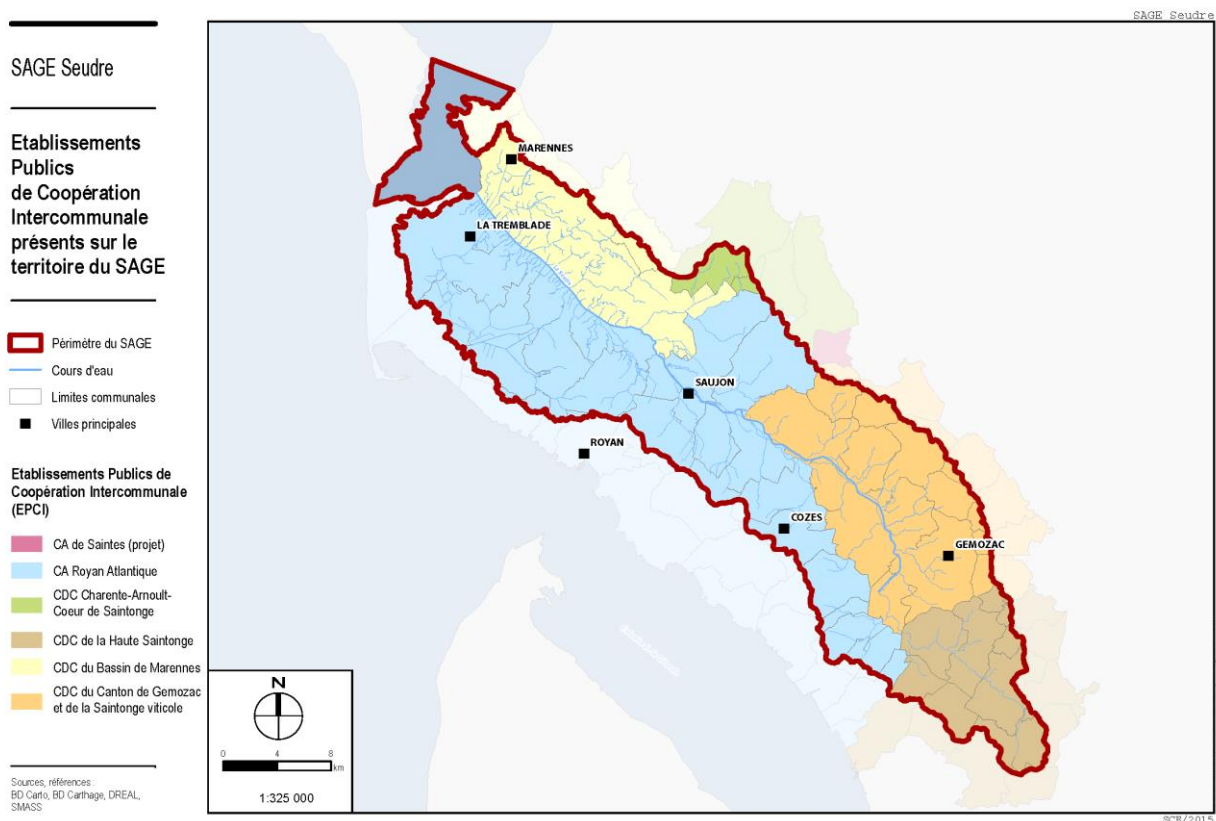 SAGE Seudre
SAGE Seudre
Etablissements
Publics
de Coopération
Intercommunale
présents sur le
territoire du SAGE
Périmètre du SAGE
Cours d'eau
Limites communales
Villes principales
Etablissements Publics de
Coopération Intercommunale
(EPCI)
CA de Saintes (projet)
CA Royan Atlantique
CDC Charente-Arnoult-
Coeur de Saintonge
CDC de la Haute Saintonge
CDC du Bassin de Marennes
CDC du Canton de Gemozac
et de la Saintonge viticole
Sources, références :
BD Carto, BD Carthage, DREAL,
SMASS
MARENNES
LA TREMBLADE
SAUJON
ROYAN
COZES
GEMOZAC
N
0 4 8
km
1:325 000
SCE/2015